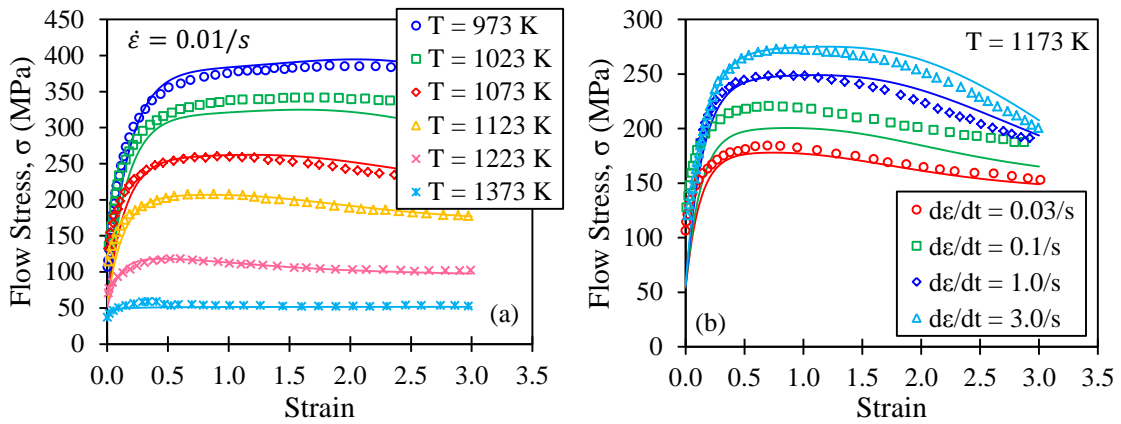 450
400
350
300
250
200
150
100
50
0
Flow Stress, σ (MPa)
ε̇ = 0.01/s
T = 973 K
T = 1023 K
T = 1073 K
T = 1123 K
T = 1223 K
T = 1373 K
(a)
0.0 0.5 1.0 1.5 2.0 2.5 3.0 3.5
Strain
300
250
200
150
100
50
0
Flow Stress, σ (MPa)
T = 1173 K
dε/dt = 0.03/s
dε/dt = 0.1/s
dε/dt = 1.0/s
dε/dt = 3.0/s
(b)
0.0 0.5 1.0 1.5 2.0 2.5 3.0 3.5
Strain